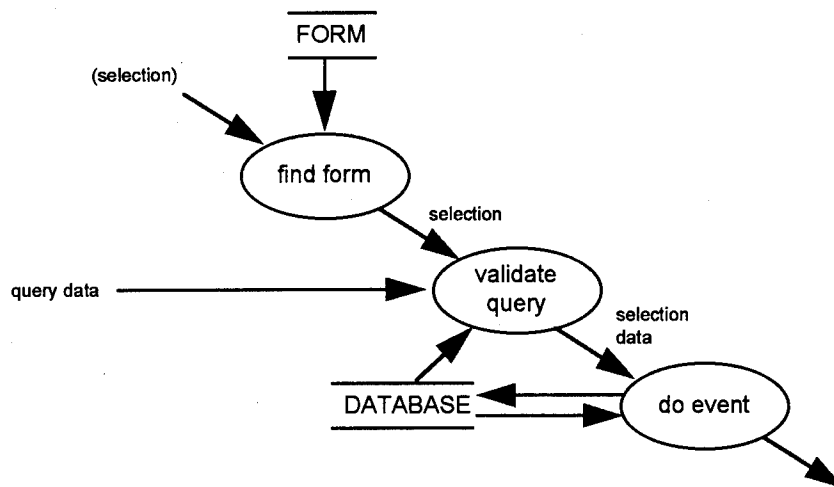 FORM
(selection)
find form
selection
validate
query
query data
selection
data
DATABASE
do event